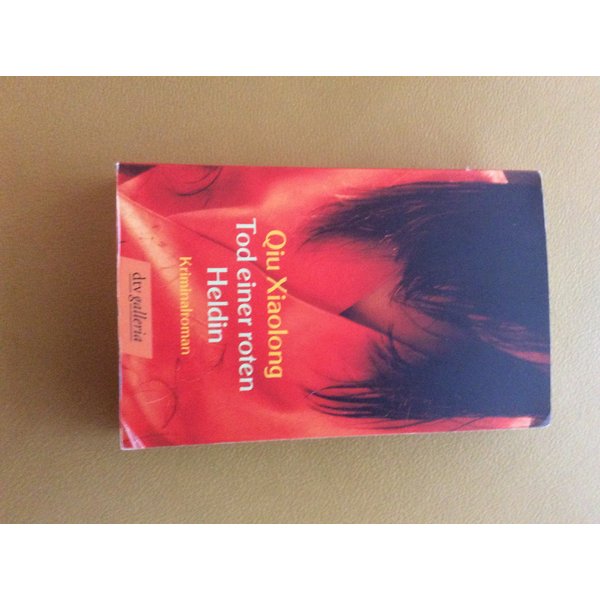 Qiu Xiaolong
Tod einer roten
Heldin
Kriminalroman
dtv galleria